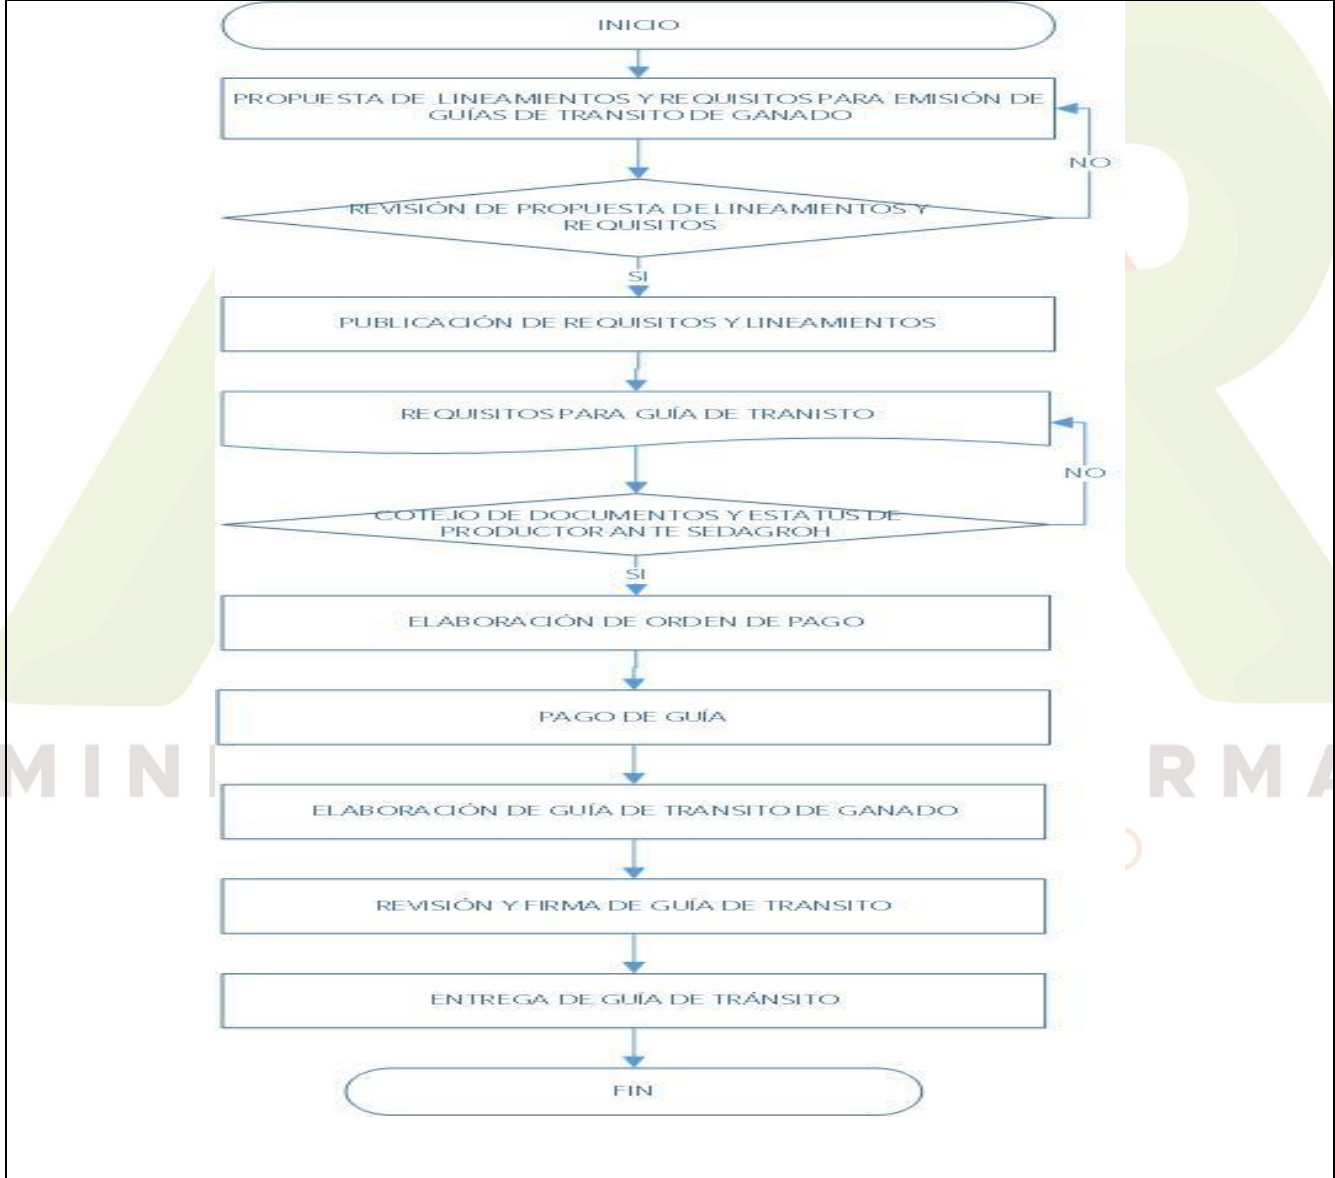 INICIO
PROPUESTA DE LINEAMIENTOS Y REQUISITOS PARA EMISIÓN DE
GUÍAS DE TRANSITO DE GANADO
NO
REVISIÓN DE PROPUESTA DE LINEAMIENTOS Y
REQUISITOS
SI
PUBLICACIÓN DE REQUISITOS Y LINEAMIENTOS
REQUISITOS PARA GUÍA DE TRANISTO
NO
COTEJO DE DOCUMENTOS Y ESTATUS DE
PRODUCTOR ANTE SEDAGROH
SI
ELABORACIÓN DE ORDEN DE PAGO
PAGO DE GUÍA
MIN RMA
ELABORACIÓN DE GUÍA DE TRANSITO DE GANADO
REVISIÓN Y FIRMA DE GUÍA DE TRANSITO
ENTREGA DE GUÍA DE TRÁNSITO
FIN